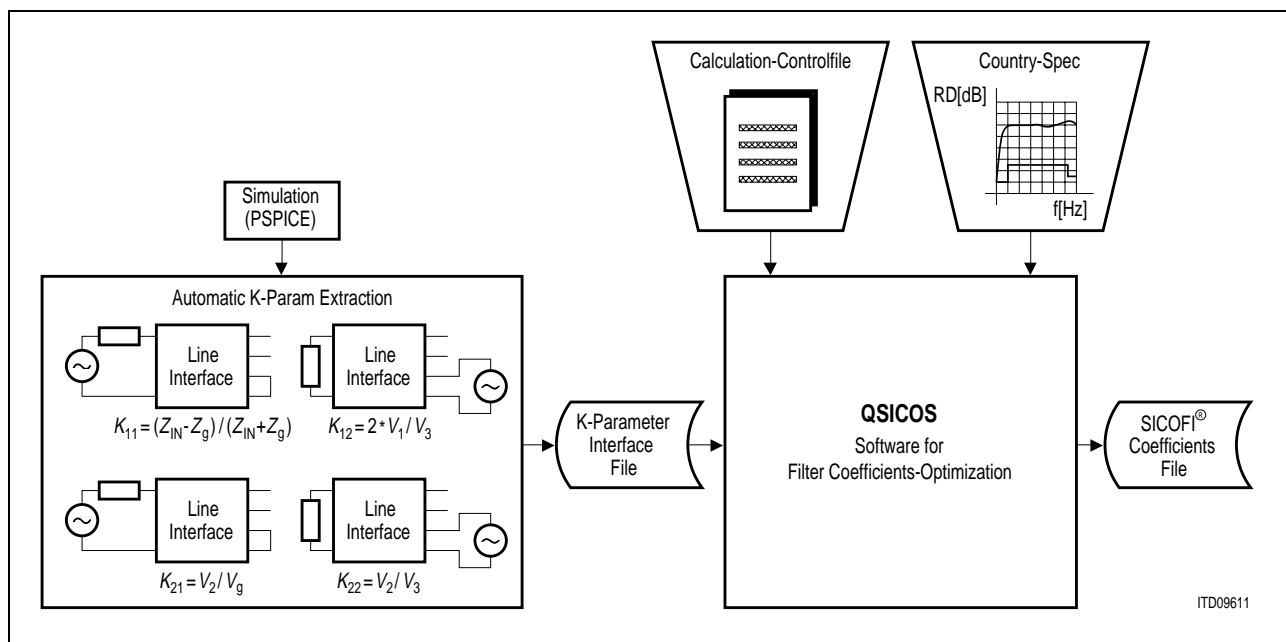 Calculation-Controlfile
Country-Spec
RD[dB]
f[Hz]
Simulation
(PSPICE)
Automatic K-Param Extraction
Line
Interface
K11=(ZIN-Zg)/(ZIN+Zg)
Line
Interface
K12=2*V1/V3
Line
Interface
K21=V2/Vg
Line
Interface
K22=V2/V3
K-Parameter
Interface
File
QSICOS
Software for
Filter Coefficients-Optimization
SICOFI®
Coefficients
File
ITD09611